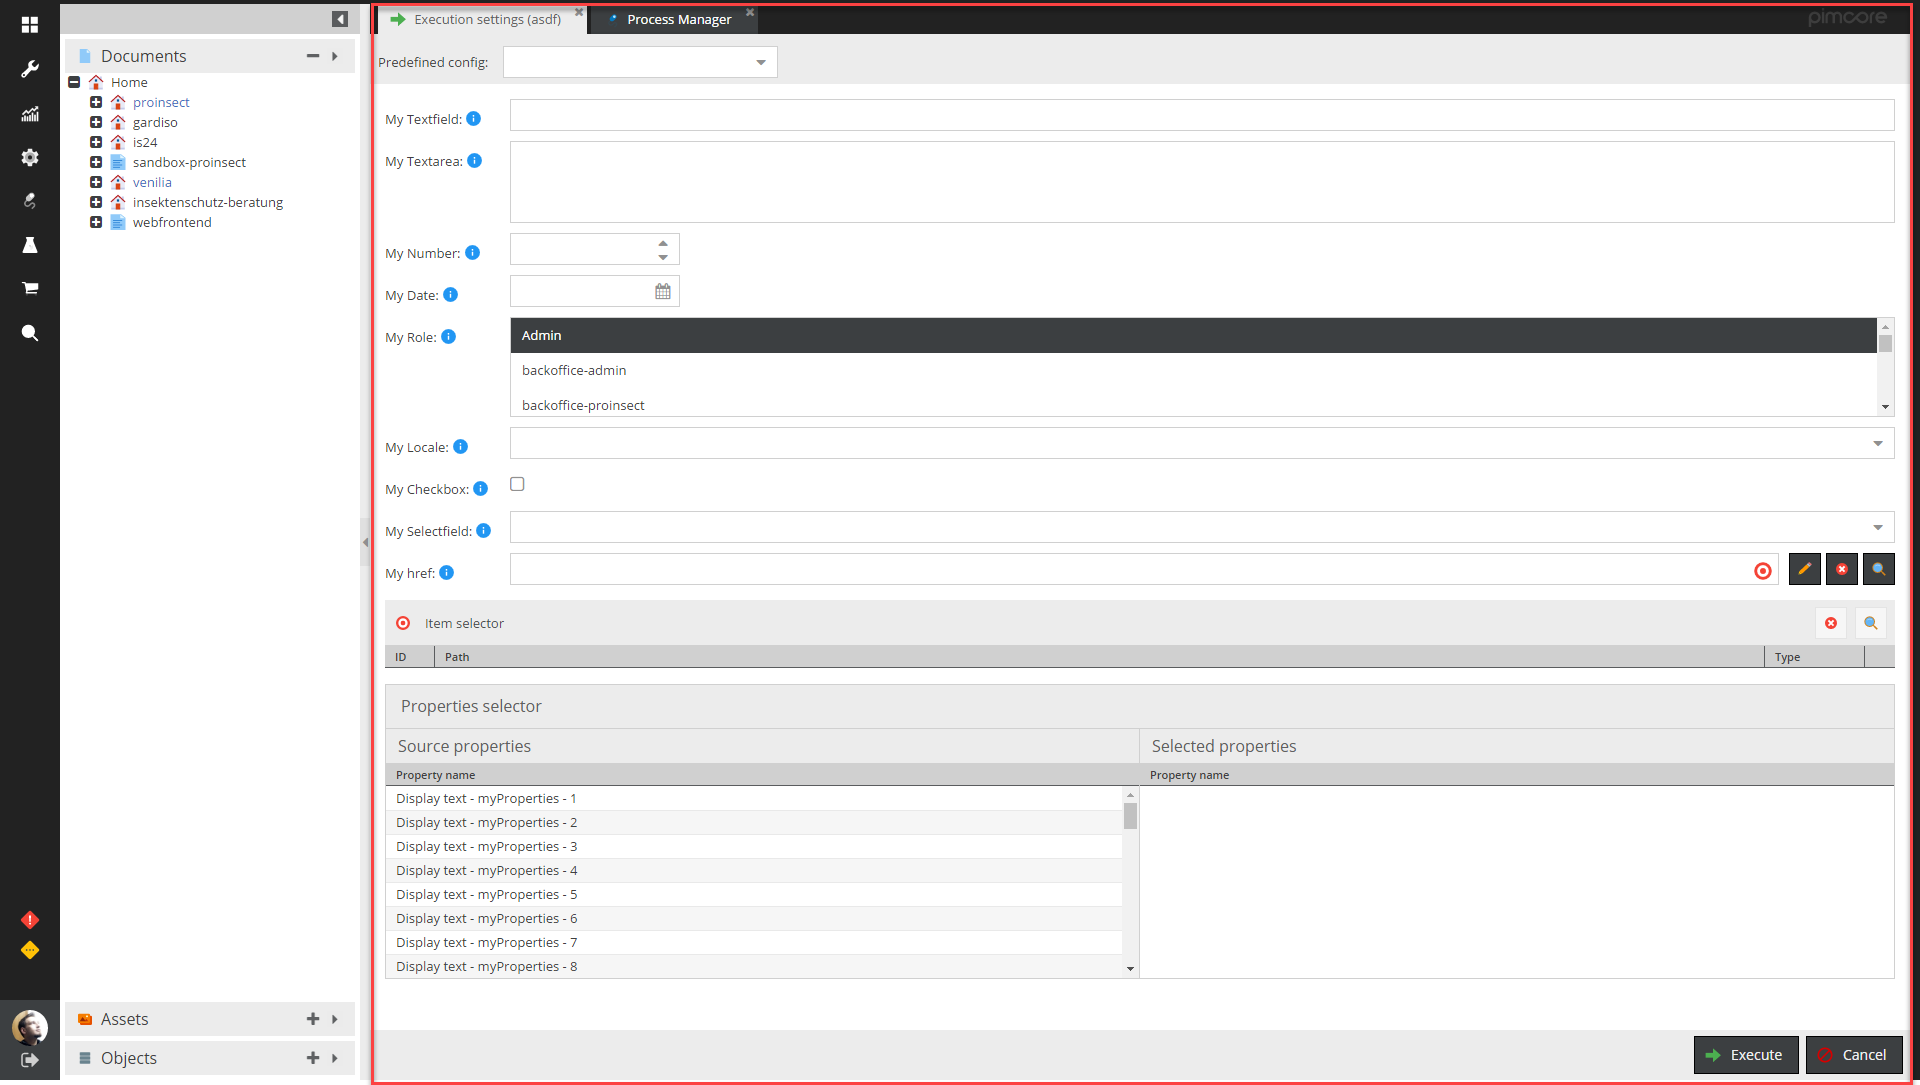 Execution settings (asdf)
Process Manager
pimcore
Documents
Home
proinsect
gardiso
is24
sandbox-proinsect
venilia
insektenschutz-beratung
webfrontend
Assets
Objects
Predefined config:
My Textfield:
My Textarea:
My Number:
My Date:
My Role:
Admin
backoffice-admin
backoffice-proinsect
My Locale:
My Checkbox:
My Selectfield:
My href:
Item selector
ID Path Type
Properties selector
Source properties
Property name
Display text - myProperties - 1
Display text - myProperties - 2
Display text - myProperties - 3
Display text - myProperties - 4
Display text - myProperties - 5
Display text - myProperties - 6
Display text - myProperties - 7
Display text - myProperties - 8
Selected properties
Property name
Execute
Cancel